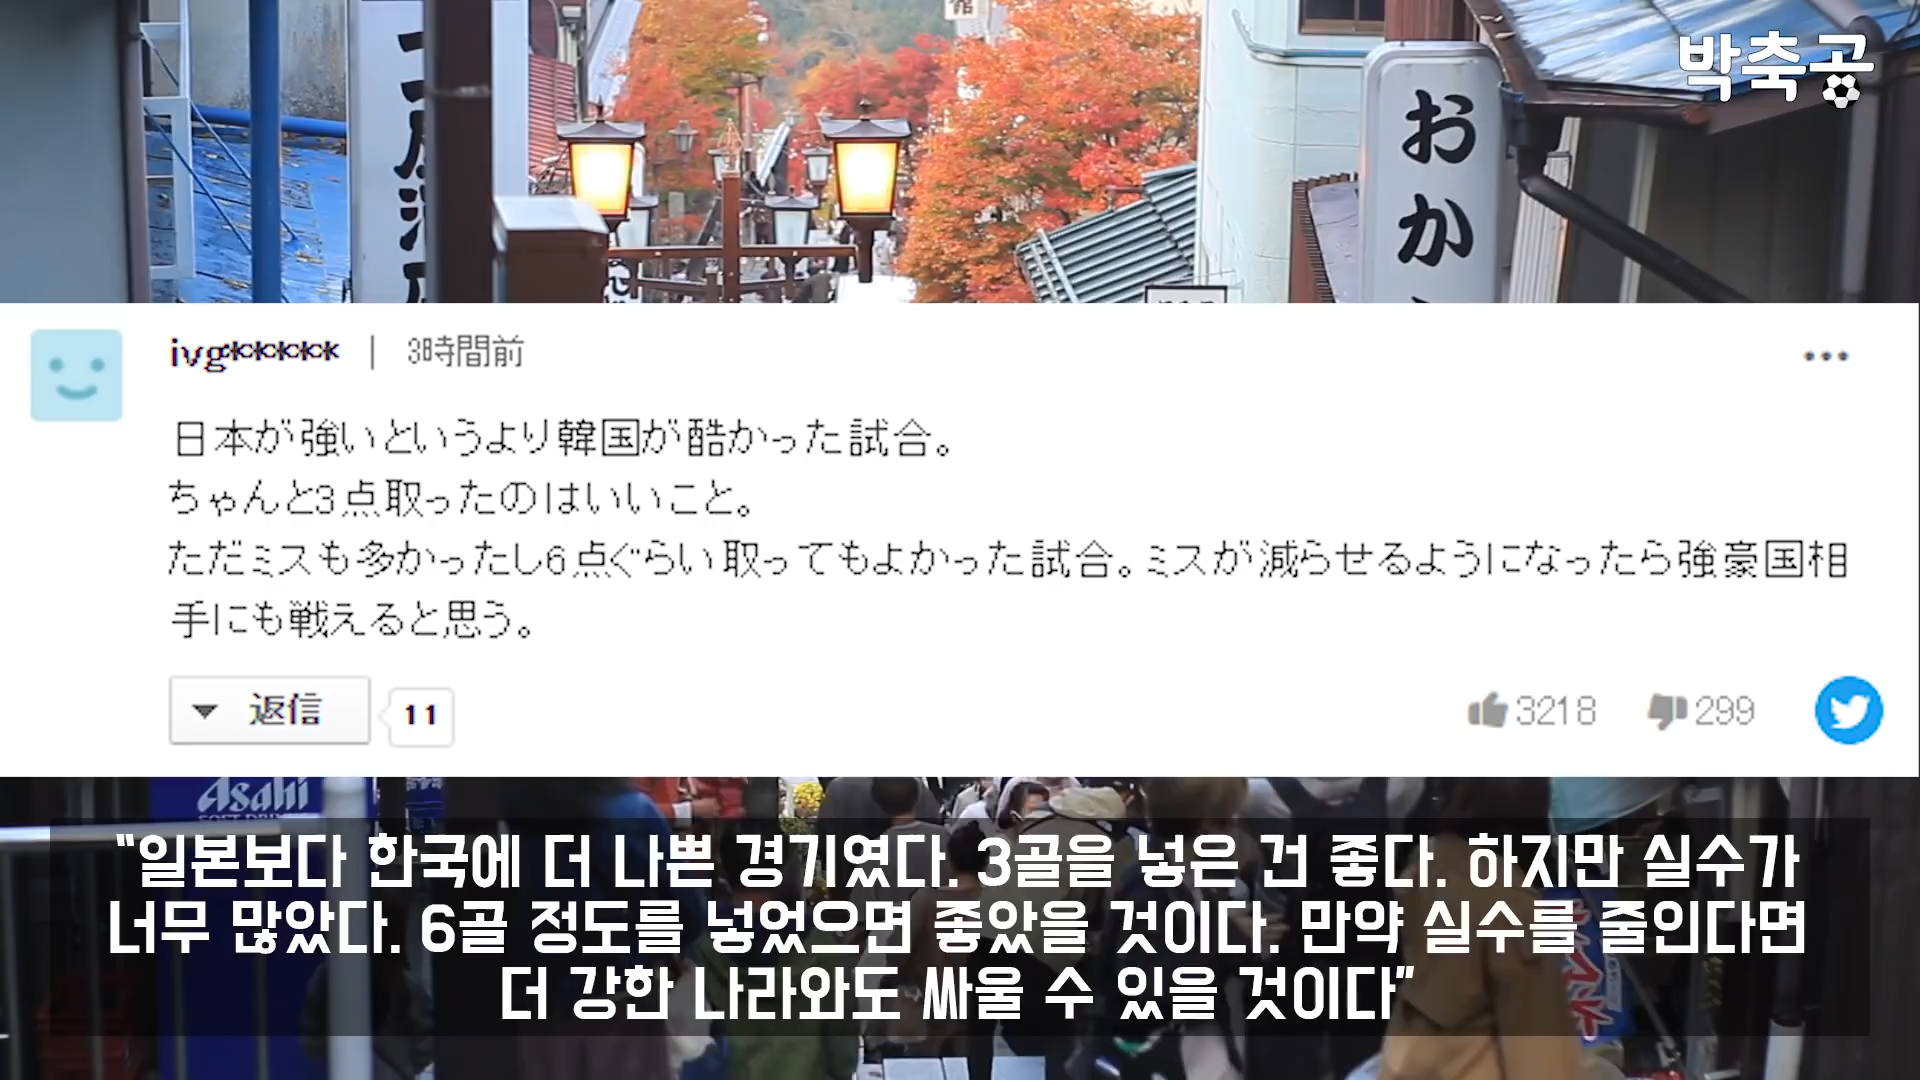 박축공
おか
ivg***** | 3時間前
日本が強いというより韓国が酷かった試合。
ちゃんと3点取ったのはいいこと。
ただミスも多かったし6点ぐらい取ってもよかった試合。ミスが減らせるようになったら強豪国相
手にも戦えると思う。
返信 11
3218 299
Asahi
"일본보다 한국에 더 나쁜 경기였다. 3골을 넣은 건 좋다. 하지만 실수가
너무 많았다. 6골 정도를 넣었으면 좋았을 것이다. 만약 실수를 줄인다면
더 강한 나라와도 싸울 수 있을 것이다"